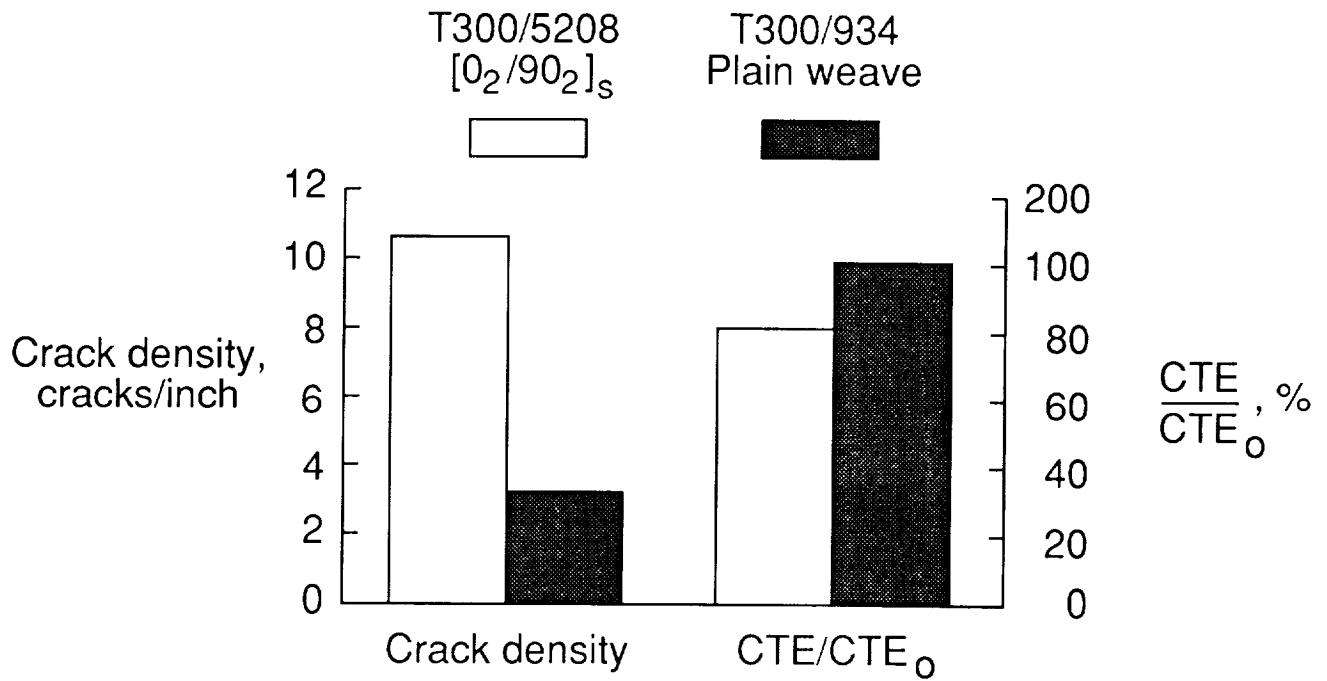 T300/5208
[0₂/90₂]ₛ
T300/934
Plain weave
12
10
8
6
4
2
0
Crack density,
cracks/inch
200
100
80
60
40
20
0
CTE
CTEₒ
, %
Crack density
CTE/CTEₒ